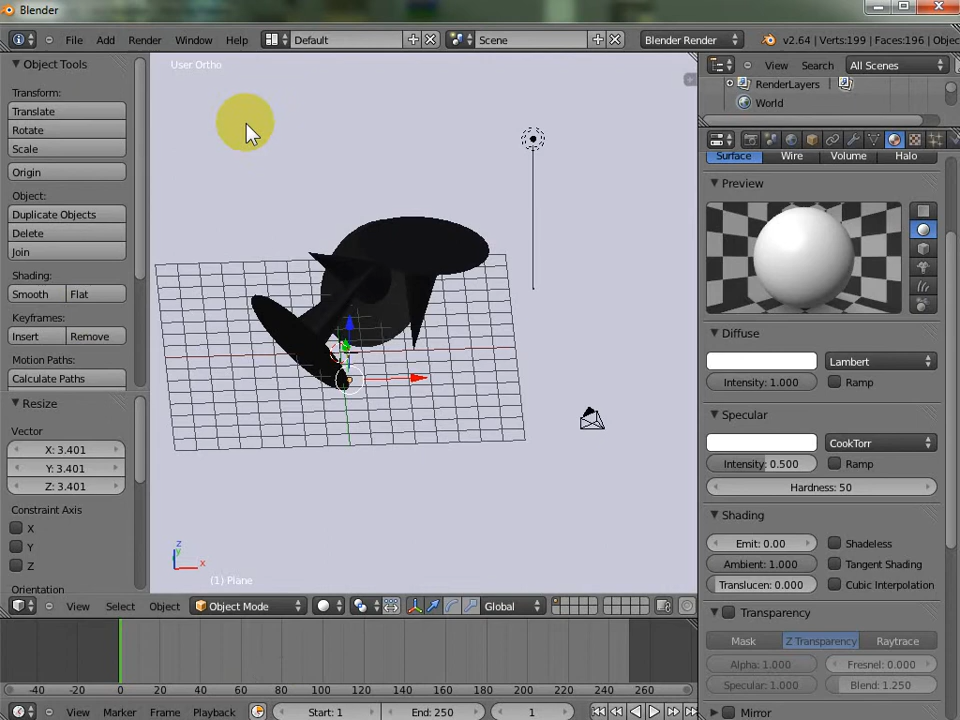 Blender
File Add Render Window Help Default Scene Blender Render v2.64 | Verts:199 | Faces:196 | Objec
Object Tools
Transform:
Translate
Rotate
Scale
Origin
Object:
Duplicate Objects
Delete
Join
Shading:
Smooth Flat
Keyframes:
Insert Remove
Motion Paths:
Calculate Paths
Resize
Vector
X: 3.401
Y: 3.401
Z: 3.401
Constraint Axis
X
Y
Z
Orientation
User Ortho
z
y
x
(1) Plane
View Select Object Object Mode Global
View Search All Scenes
RenderLayers
World
Surface Wire Volume Halo
Preview
Diffuse
Lambert
Intensity: 1.000 Ramp
Specular
CookTorr
Intensity: 0.500 Ramp
Hardness: 50
Shading
Emit: 0.00 Shadeless
Ambient: 1.000 Tangent Shading
Translucen: 0.000 Cubic Interpolation
Transparency
Mask Z Transparency Raytrace
Alpha: 1.000 Fresnel: 0.000
Specular: 1.000 Blend: 1.250
Mirror
-40 -20 0 20 40 60 80 100 120 140 160 180 200 220 240 260
View Marker Frame Playback Start: 1 End: 250 1